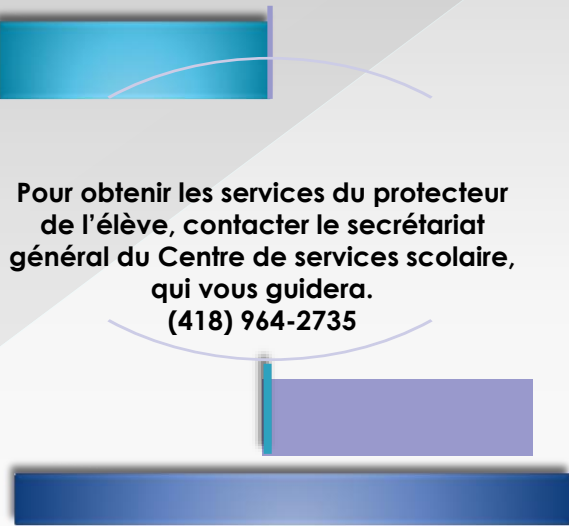 Pour obtenir les services du protecteur
de l’élève, contacter le secrétariat
général du Centre de services scolaire,
qui vous guidera.
(418) 964-2735